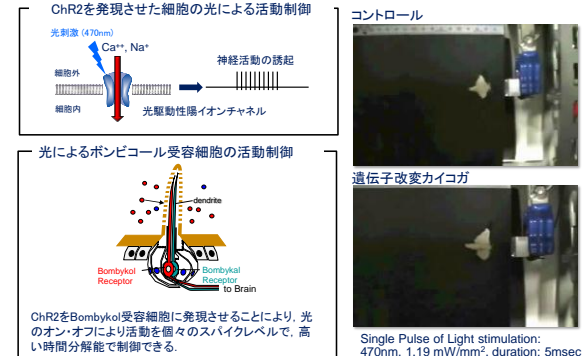 ChR2を発現させた細胞の光による活動制御
光刺激 (470nm)
Ca⁺⁺, Na⁺
細胞外
細胞内
神経活動の誘起
光駆動性陽イオンチャネル
光によるボンビコール受容細胞の活動制御
dendrite
Bombykol
Receptor
Bombykal
Receptor
to Brain
ChR2をBombykol受容細胞に発現させることにより, 光
のオン・オフにより活動を個々のスパイクレベルで, 高
い時間分解能で制御できる.
コントロール
遺伝子改変カイコガ
Single Pulse of Light stimulation:
470nm, 1.19 mW/mm², duration: 5msec